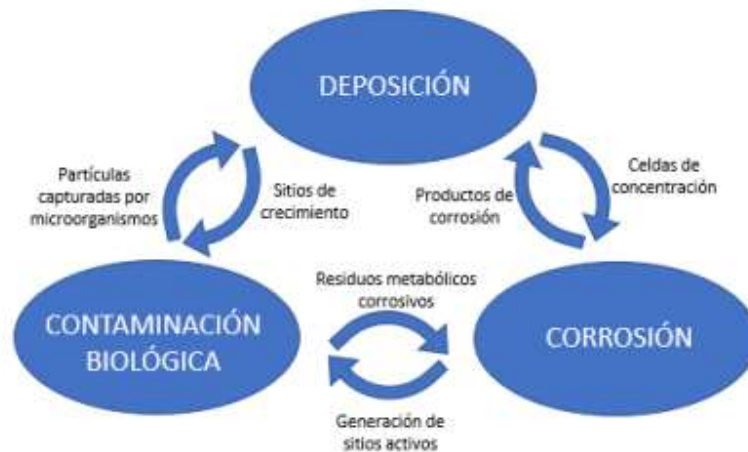 DEPOSICIÓN
Partículas
capturadas por
microorganismos
Sitios de
crecimiento
Productos de
corrosión
Celdas de
concentración
Residuos metabólicos
corrosivos
CONTAMINACIÓN
BIOLÓGICA
CORROSIÓN
Generación de
sitios activos